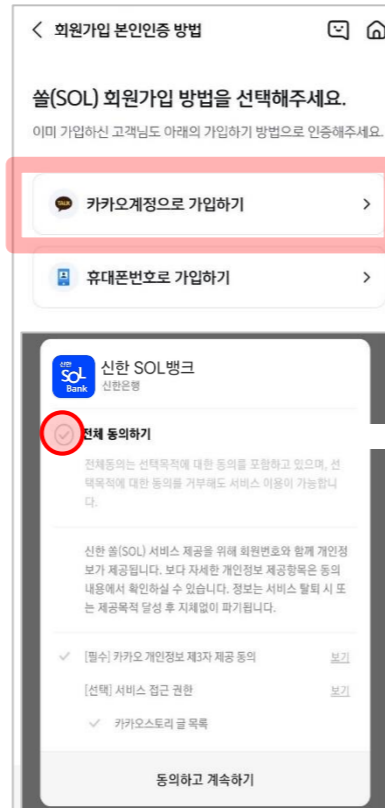 회원가입 본인인증 방법
쏠(SOL) 회원가입 방법을 선택해주세요.
이미 가입하신 고객님도 아래의 가입하기 방법으로 인증해주세요.
TALK
카카오계정으로 가입하기
휴대폰번호로 가입하기
신한
SOL
Bank
신한 SOL뱅크
신한은행
전체 동의하기
전체동의는 선택목적에 대한 동의를 포함하고 있으며, 선
택목적에 대한 동의를 거부해도 서비스 이용이 가능합니
다.
신한 쏠(SOL) 서비스 제공을 위해 회원번호와 함께 개인정
보가 제공됩니다. 보다 자세한 개인정보 제공항목은 동의
내용에서 확인하실 수 있습니다. 정보는 서비스 탈퇴 시 또
는 제공목적 달성 후 지체없이 파기됩니다.
[필수] 카카오 개인정보 제3자 제공 동의 보기
[선택] 서비스 접근 권한 보기
카카오스토리 글 목록
동의하고 계속하기